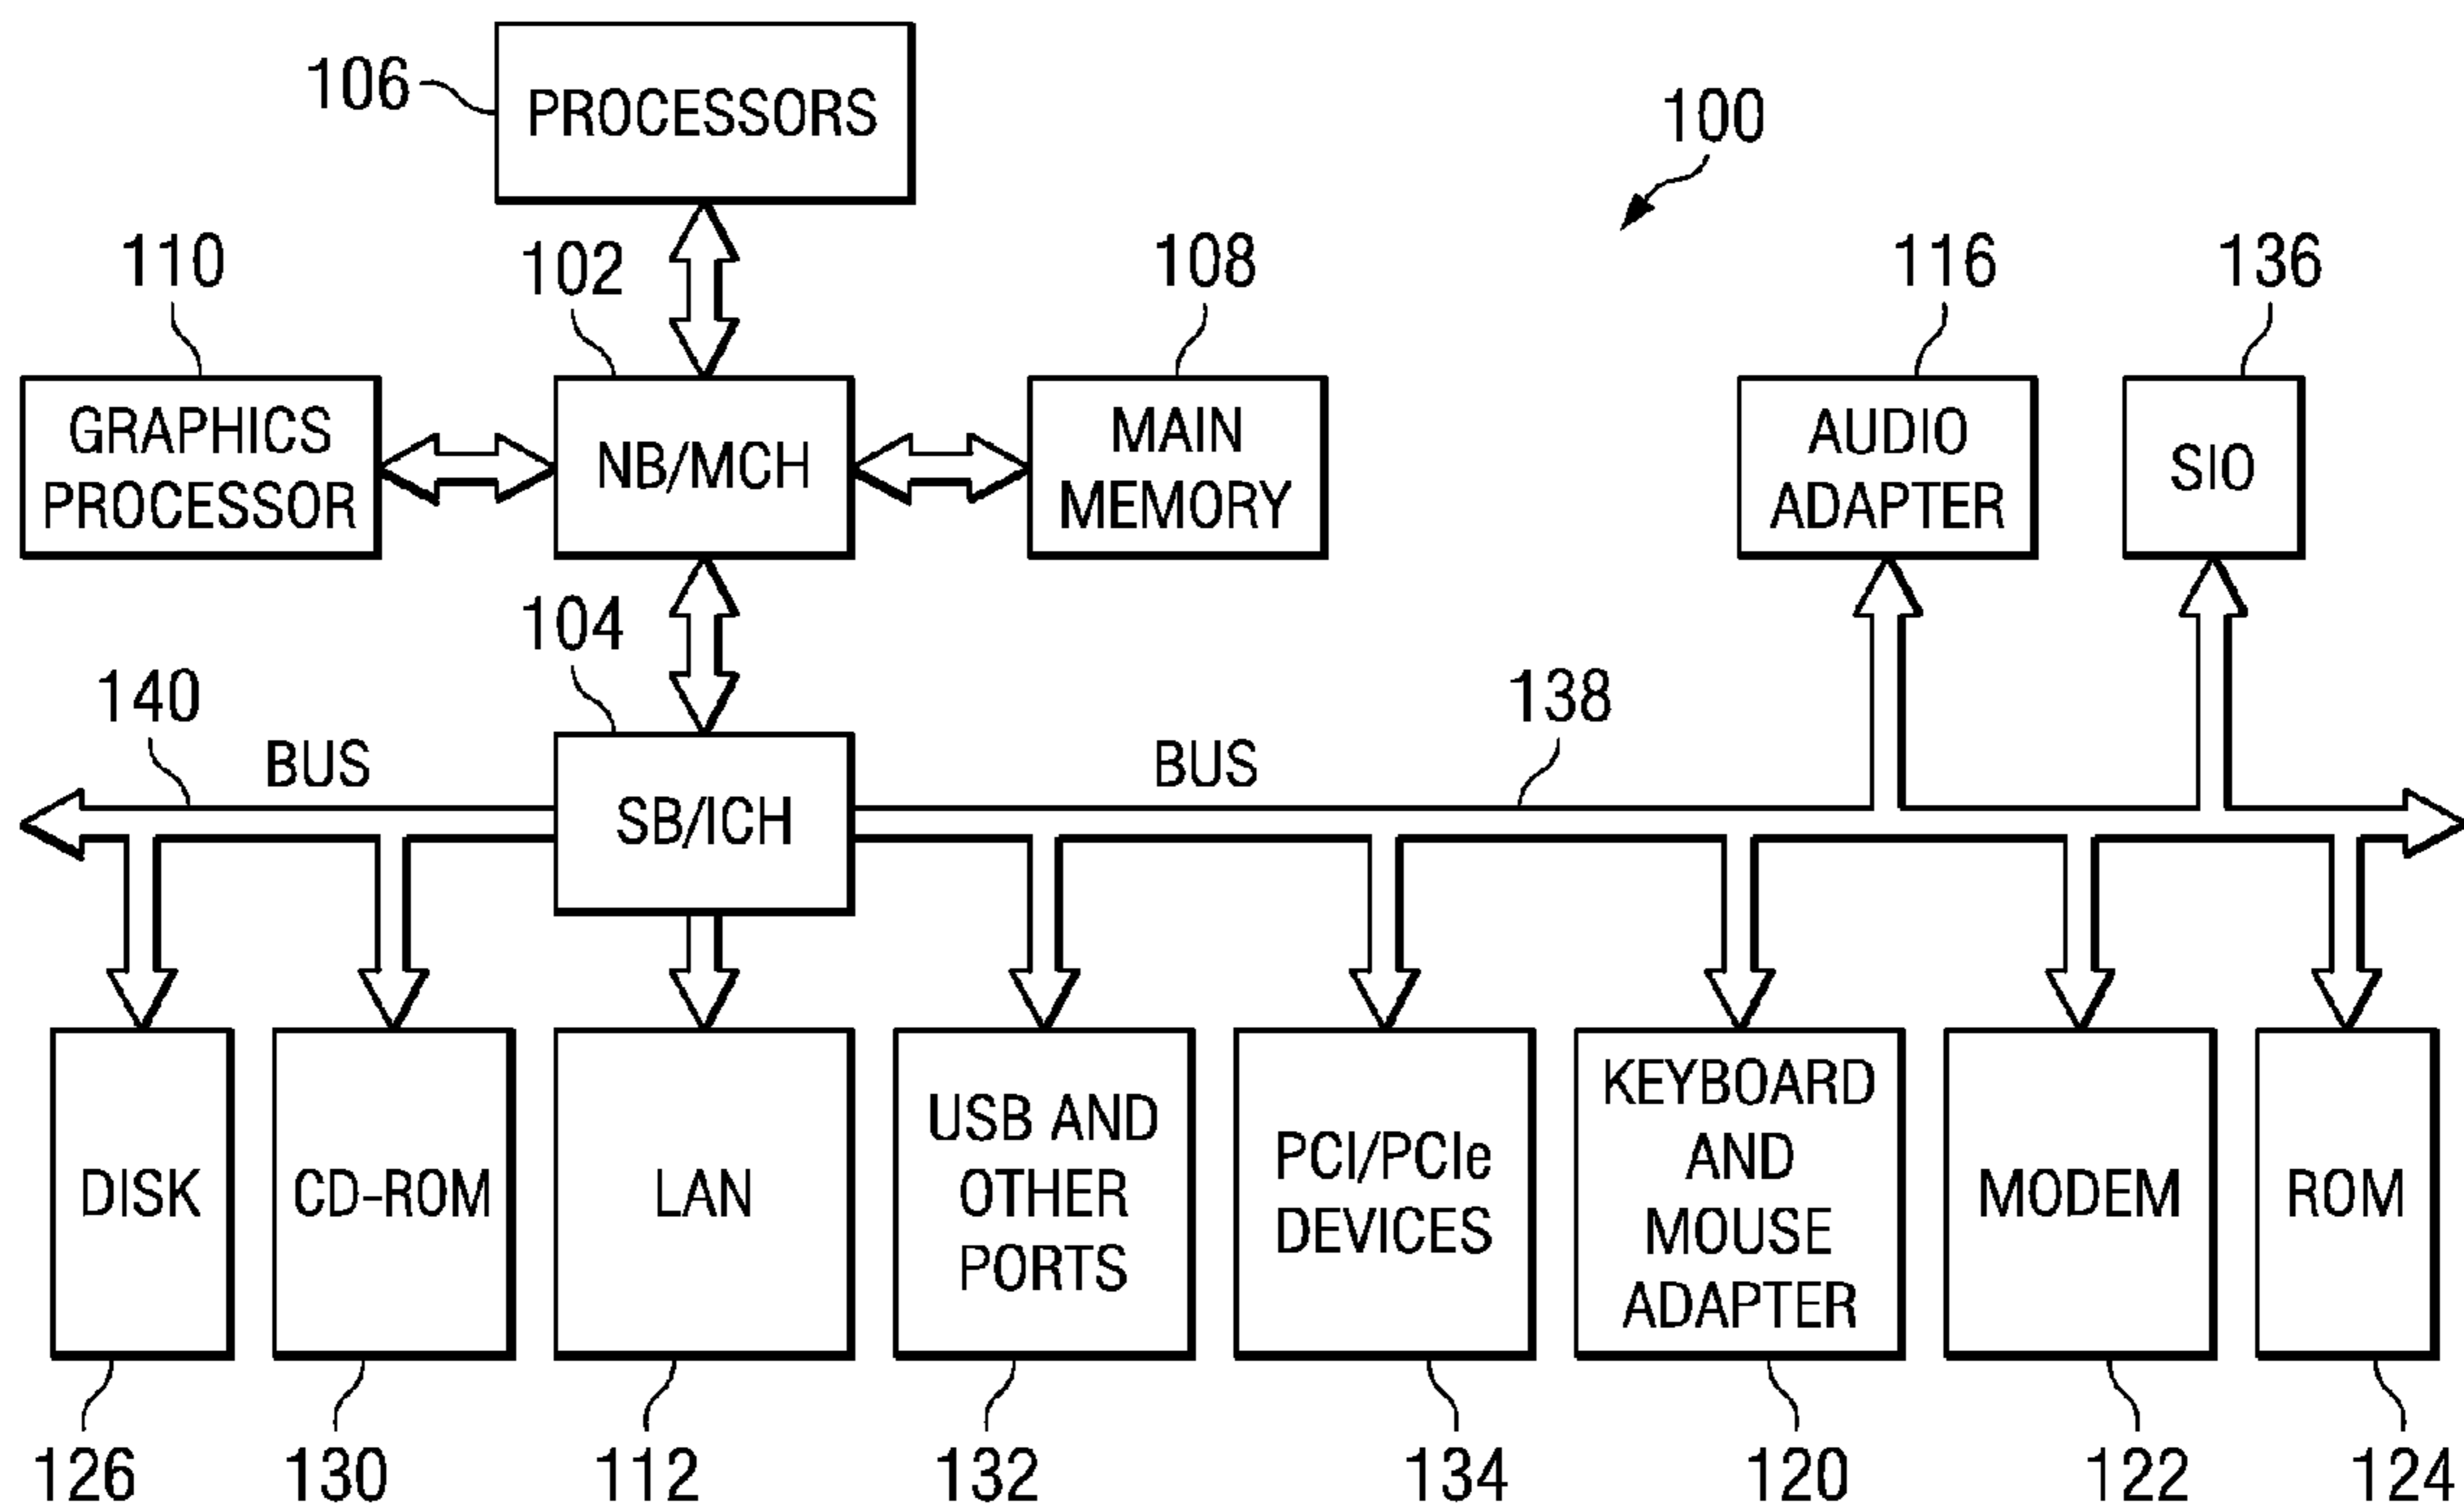 106
PROCESSORS
100
110
102
108
116
136
GRAPHICS
PROCESSOR
NB/MCH
MAIN
MEMORY
AUDIO
ADAPTER
SIO
104
140
BUS
BUS
138
SB/ICH
DISK
CD-ROM
LAN
USB AND
OTHER
PORTS
PCI/PCIe
DEVICES
KEYBOARD
AND
MOUSE
ADAPTER
MODEM
ROM
126
130
112
132
134
120
122
124